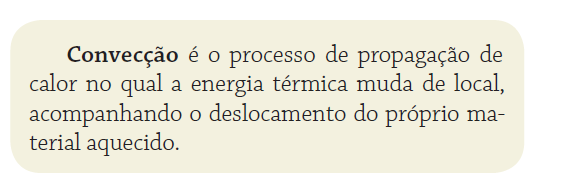 Convecção é o processo de propagação de
calor no qual a energia térmica muda de local,
acompanhando o deslocamento do próprio ma-
terial aquecido.